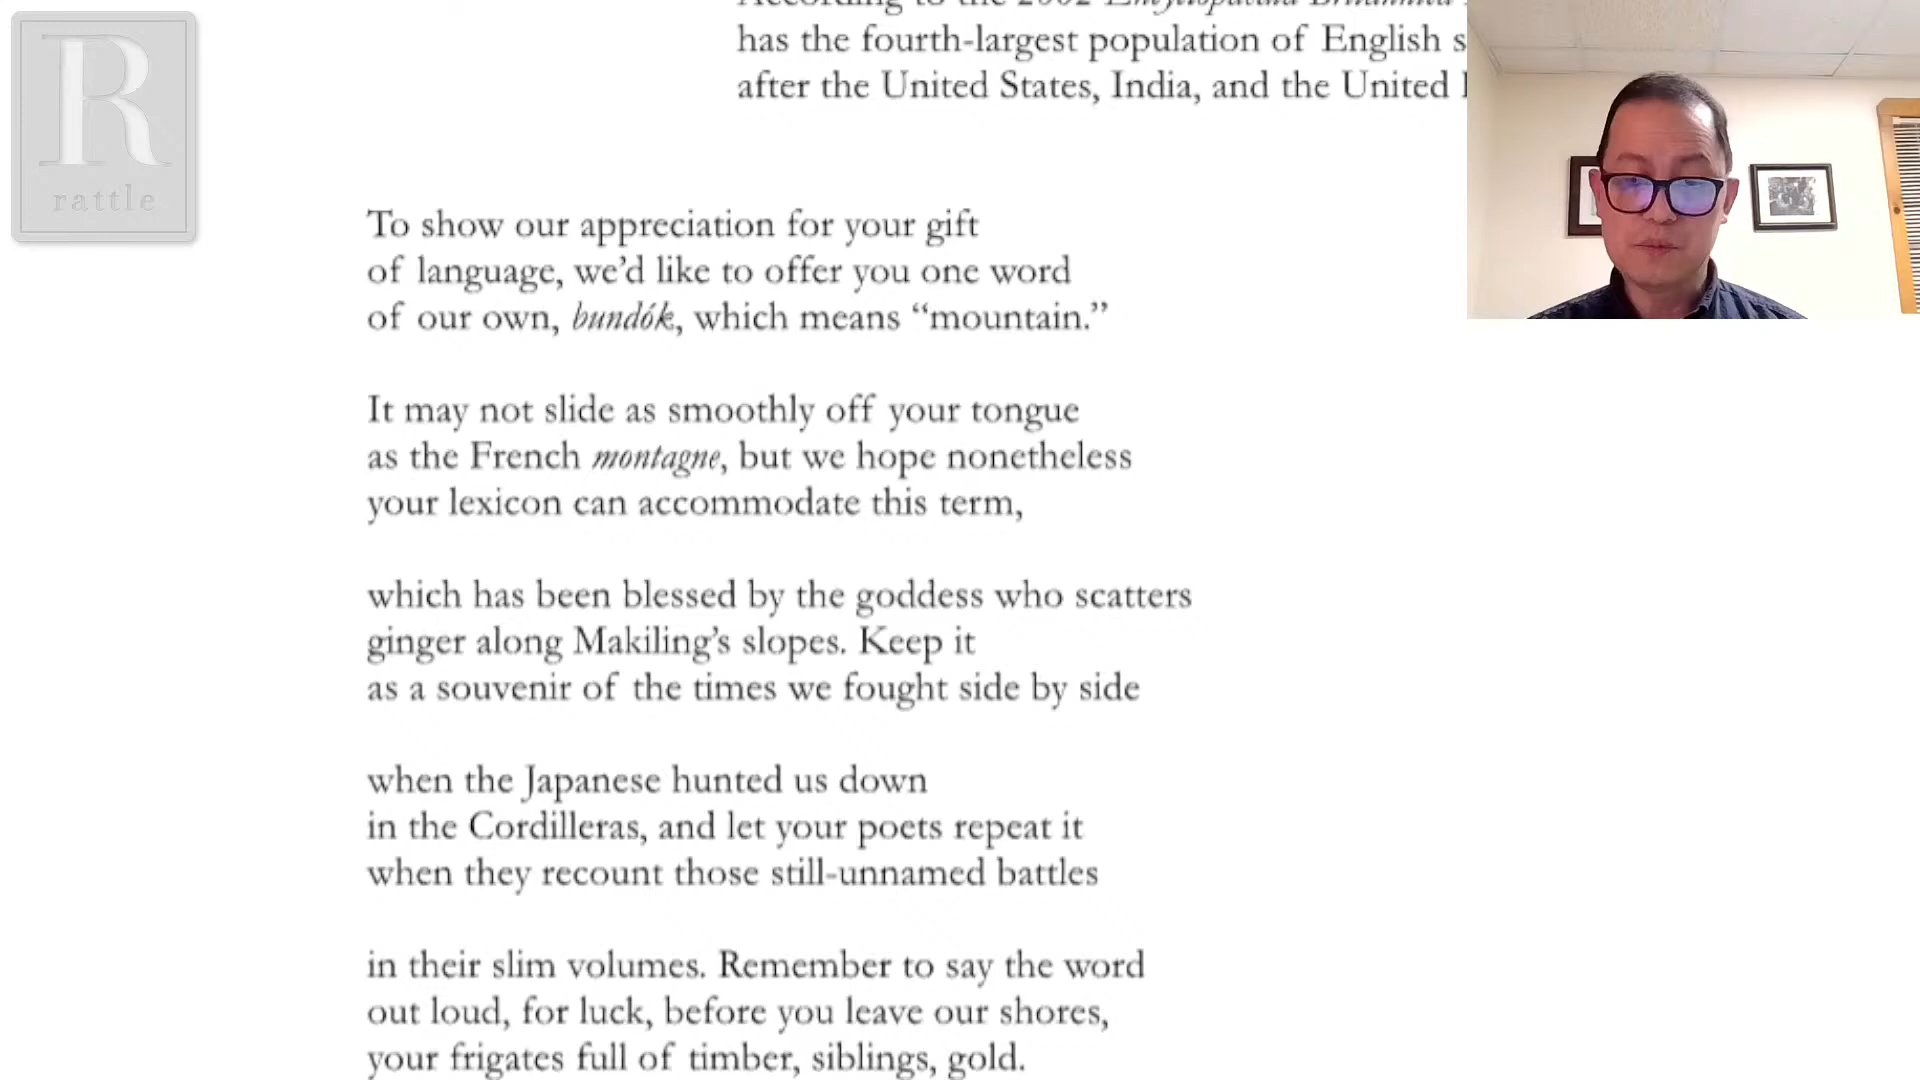 R
rattle
According to the 2002 Encyclopaedia Britannica
has the fourth-largest population of English s
after the United States, India, and the United
To show our appreciation for your gift
of language, we’d like to offer you one word
of our own, bundók, which means “mountain.”
It may not slide as smoothly off your tongue
as the French montagne, but we hope nonetheless
your lexicon can accommodate this term,
which has been blessed by the goddess who scatters
ginger along Makiling’s slopes. Keep it
as a souvenir of the times we fought side by side
when the Japanese hunted us down
in the Cordilleras, and let your poets repeat it
when they recount those still-unnamed battles
in their slim volumes. Remember to say the word
out loud, for luck, before you leave our shores,
your frigates full of timber, siblings, gold.